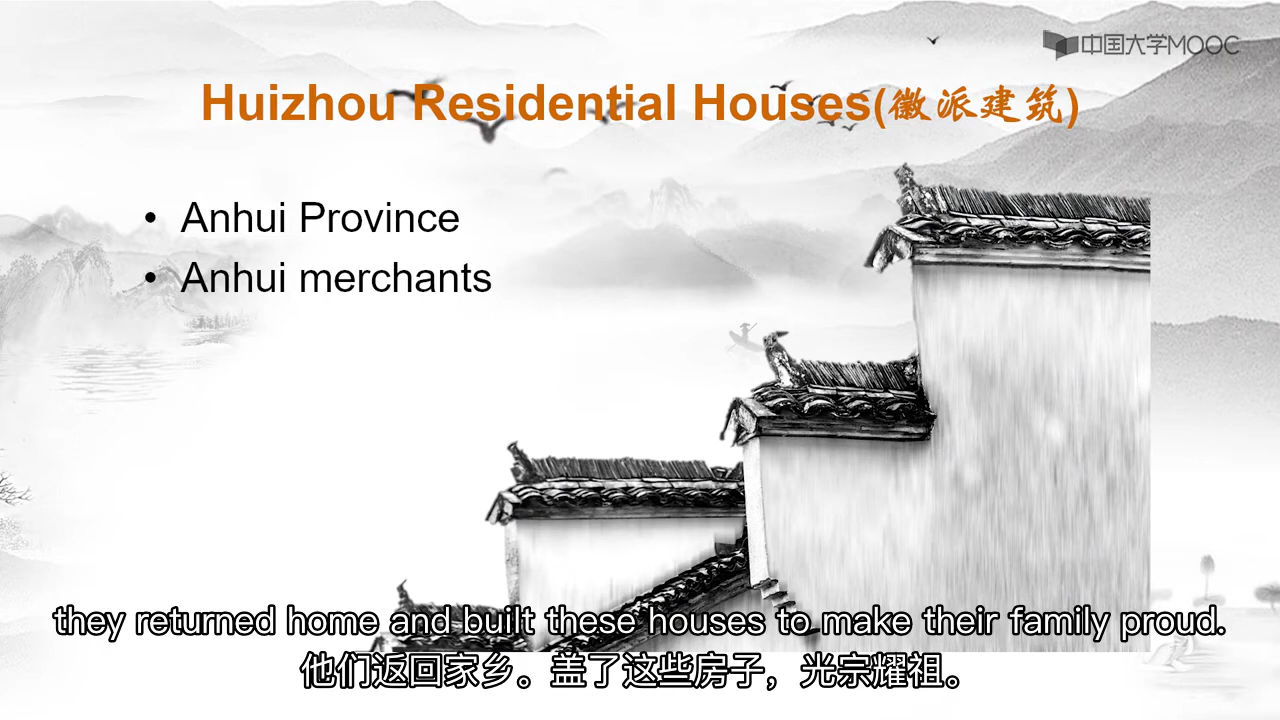 中国大学MOOC
Huizhou Residential Houses(徽派建筑)
• Anhui Province
• Anhui merchants
they returned home and built these houses to make their family proud.
他们返回家乡。盖了这些房子，光宗耀祖。